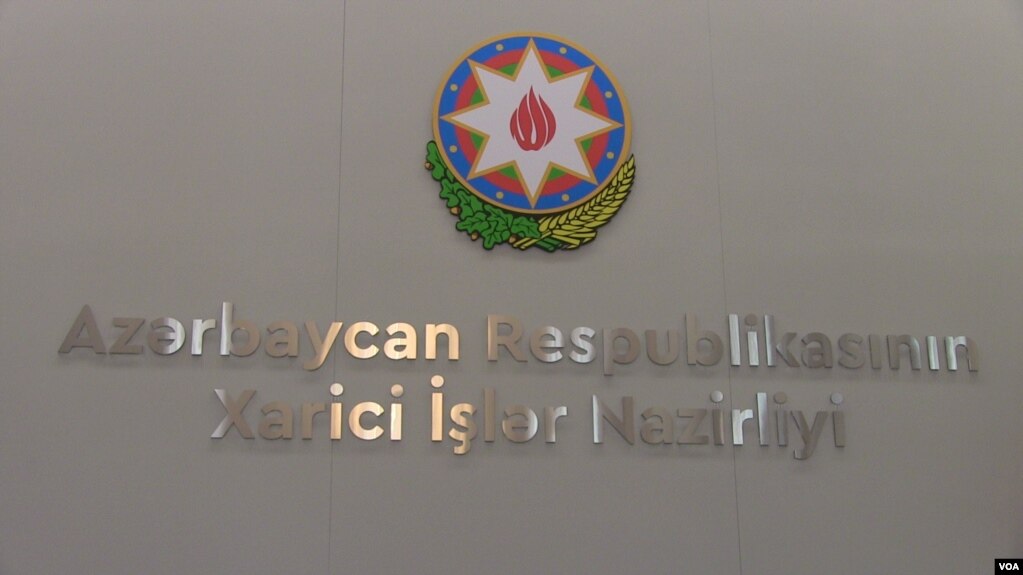 Azərbaycan Respublikasının
Xarici İşlər Nazirliyi
VOA